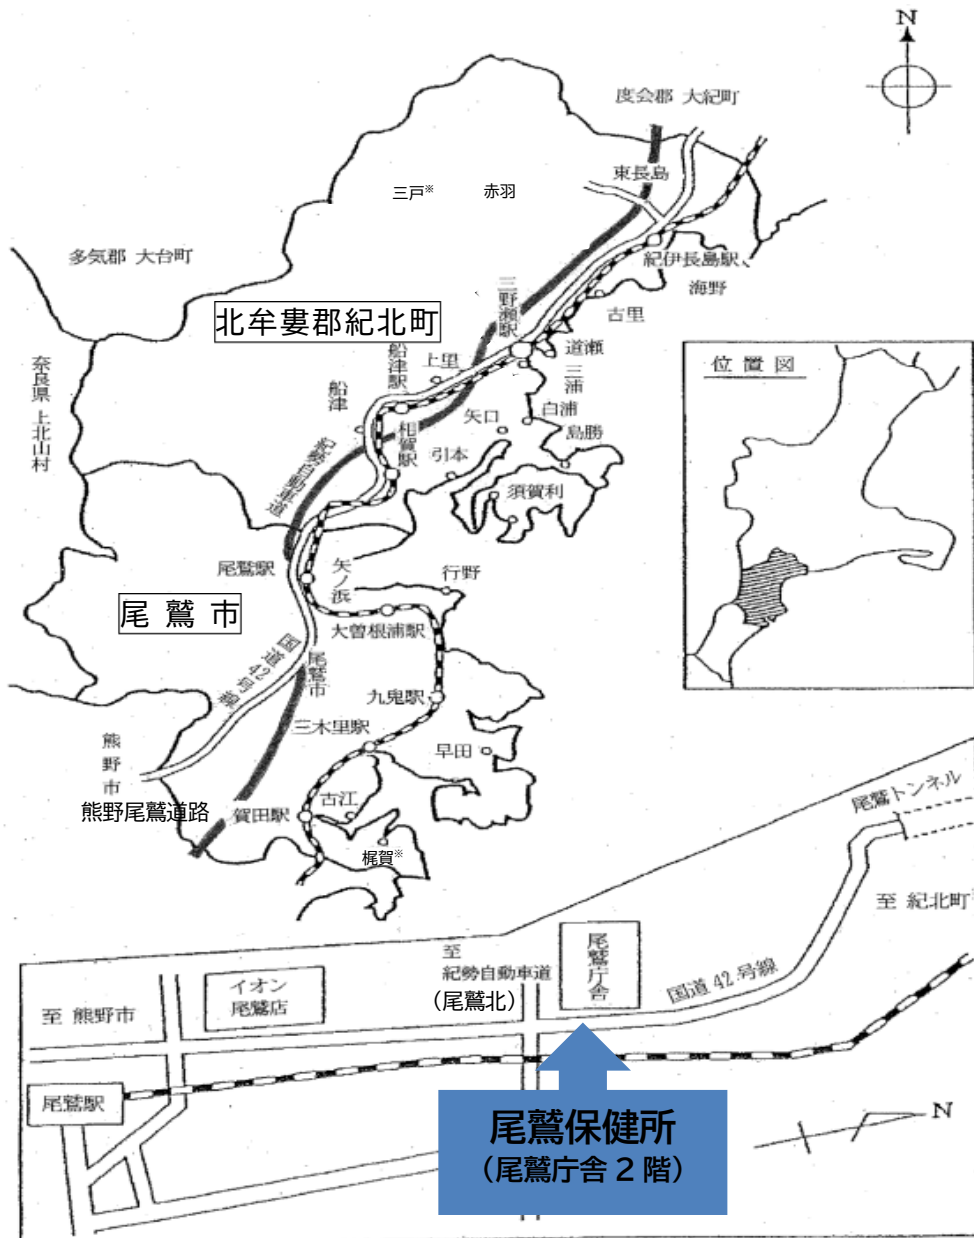 N
度会郡 大紀町
東長島
三戸※
赤羽
多気郡 大台町
紀伊長島駅
海野
古里
三野瀬駅
北牟婁郡紀北町
道瀬
三浦
船津駅
上里
船津
奈良県 上北山村
白浦
島勝
矢口
相賀駅
引本
須賀利
紀勢自動車道
位置図
尾鷲駅
矢ノ浜
行野
尾鷲市
大曽根浦駅
国道42号線
尾鷲市
九鬼駅
三木里駅
早田
熊野市
熊野尾鷲道路
賀田駅
古江
梶賀※
尾鷲トンネル
至 紀北町
尾鷲庁舎
至
紀勢自動車道
(尾鷲北)
国道42号線
イオン
尾鷲店
至 熊野市
尾鷲駅
尾鷲保健所
(尾鷲庁舎2階)
N